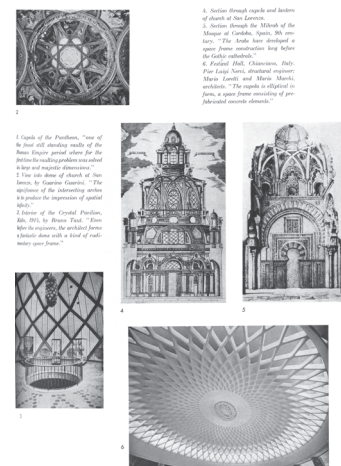 4. Section through cupola and lantern
of church at San Lorenzo.
5. Section through the Mihrab of the
Mosque at Cordoba, Spain, 9th cen-
tury. "The Arabs have developed a
space frame construction long before
the Gothic cathedrals."
6. Festival Hall, Chianciano, Italy.
Pier Luigi Nervi, structural engineer;
Mario Loretti and Mario Marchi,
architects. "The cupola is elliptical in
form, a space frame consisting of pre-
fabricated concrete elements."
2
1. Cupola of the Pantheon, "one of
the finest still standing vaults of the
Roman Empire period where for the
first time the vaulting problem was solved
in large and majestic dimensions."
2. View into dome of church at San
Lorenzo, by Guarino Guarini. "The
significance of the intersecting arches
is to produce the impression of spatial
infinity."
3. Interior of the Crystal Pavilion,
1914, by Bruno Taut. "Even
before the engineers, the architect forms
a fantastic dome with a kind of rudi-
mentary space frame."
4
5
3
6